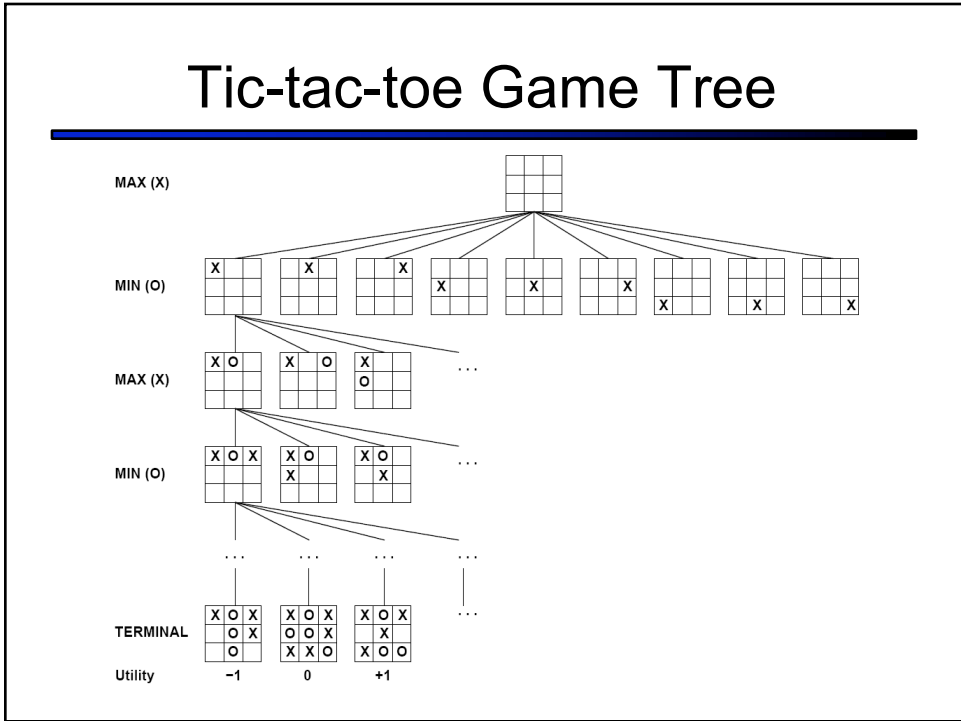 Tic-tac-toe Game Tree
MAX (X)
MIN (O)
X X X X X X X X X
MAX (X)
X O X O X
O
. . .
MIN (O)
X O X X O X O
X X
. . .
. . . . . . . . . . . .
TERMINAL
X O X X O X X O X
O X O O X X
O X X O X O O
. . .
Utility −1 0 +1